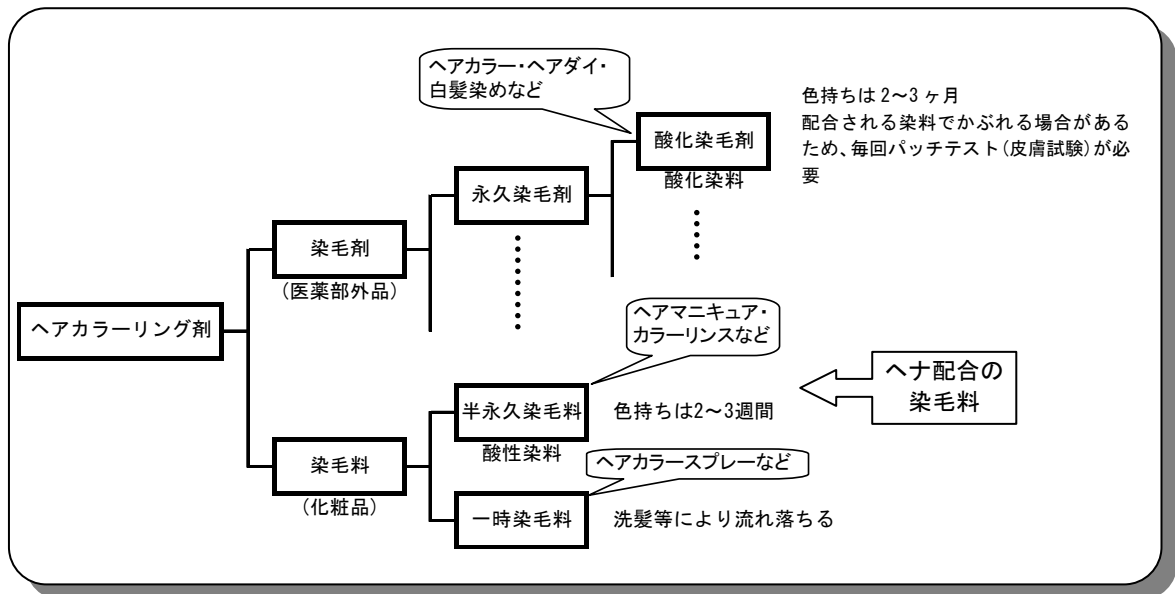 ヘアカラー・ヘアダイ・
白髪染めなど
色持ちは2～3ヶ月
配合される染料でかぶれる場合がある
ため、毎回パッチテスト(皮膚試験)が必
要
酸化染毛剤
酸化染料
永久染毛剤
染毛剤
(医薬部外品)
ヘアカラーリング剤
ヘアマニキュア・
カラーリンスなど
ヘナ配合の
染毛料
半永久染毛料
色持ちは2～3週間
酸性染料
染毛料
(化粧品)
ヘアカラースプレーなど
一時染毛料
洗髪等により流れ落ちる